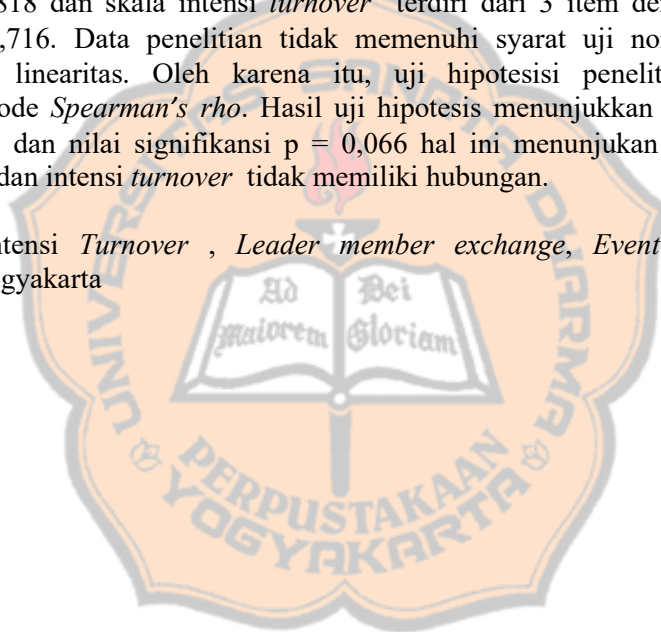 818 dan skala intensi turnover terdiri dari 3 item de
,716. Data penelitian tidak memenuhi syarat uji no
linearitas. Oleh karena itu, uji hipotesisi penelit
ode Spearman's rho. Hasil uji hipotesis menunjukkan
dan nilai signifikansi p = 0,066 hal ini menunjukan
dan intensi turnover tidak memiliki hubungan.
ntensi Turnover , Leader member exchange, Event
gyakarta
UNIVERSITAS SANATA DHARMA
Ad Dei
Maiorem Gloriam
PERPUSTAKAAN
YOGYAKARTA